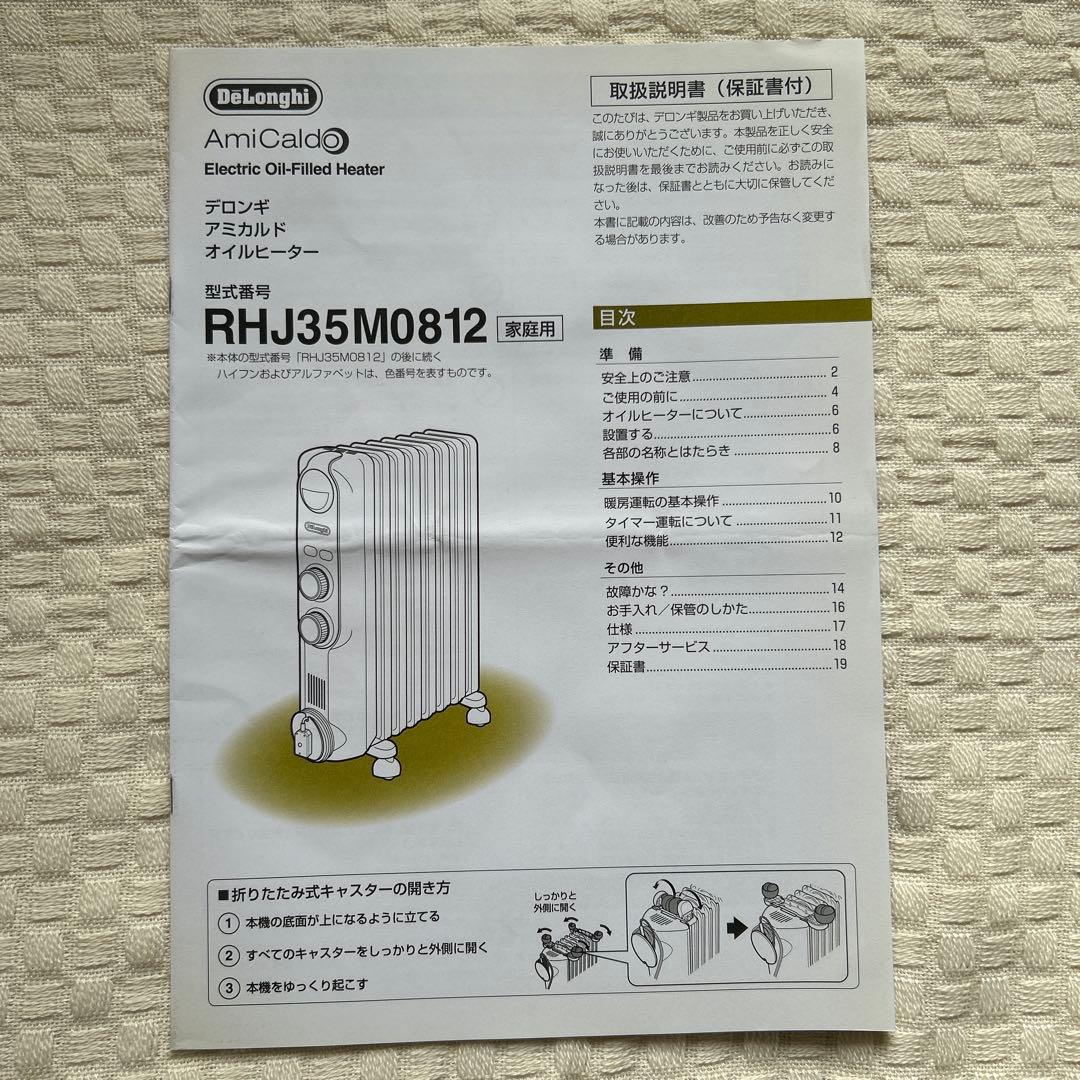 DeLonghi
AmiCaldo
Electric Oil-Filled Heater
デロンギ
アミカルド
オイルヒーター
型式番号
RHJ35M0812 家庭用
※本体の型式番号「RHJ35M0812」の後に続く
ハイフンおよびアルファベットは、色番号を表すものです。
取扱説明書（保証書付）
このたびは、デロンギ製品をお買い上げいただき、
誠にありがとうございます。本製品を正しく安全
にお使いいただくために、ご使用前に必ずこの取
扱説明書を最後までお読みください。お読みに
なった後は、保証書とともに大切に保管してくだ
さい。
本書に記載の内容は、改善のため予告なく変更す
る場合があります。
目次
準　備
安全上のご注意 2
ご使用の前に 4
オイルヒーターについて 6
設置する 6
各部の名称とはたらき 8
基本操作
暖房運転の基本操作 10
タイマー運転について 11
便利な機能 12
その他
故障かな？ 14
お手入れ／保管のしかた 16
仕様 17
アフターサービス 18
保証書 19
DeLonghi
■折りたたみ式キャスターの開き方
① 本機の底面が上になるように立てる
② すべてのキャスターをしっかりと外側に開く
③ 本機をゆっくり起こす
しっかりと
外側に開く